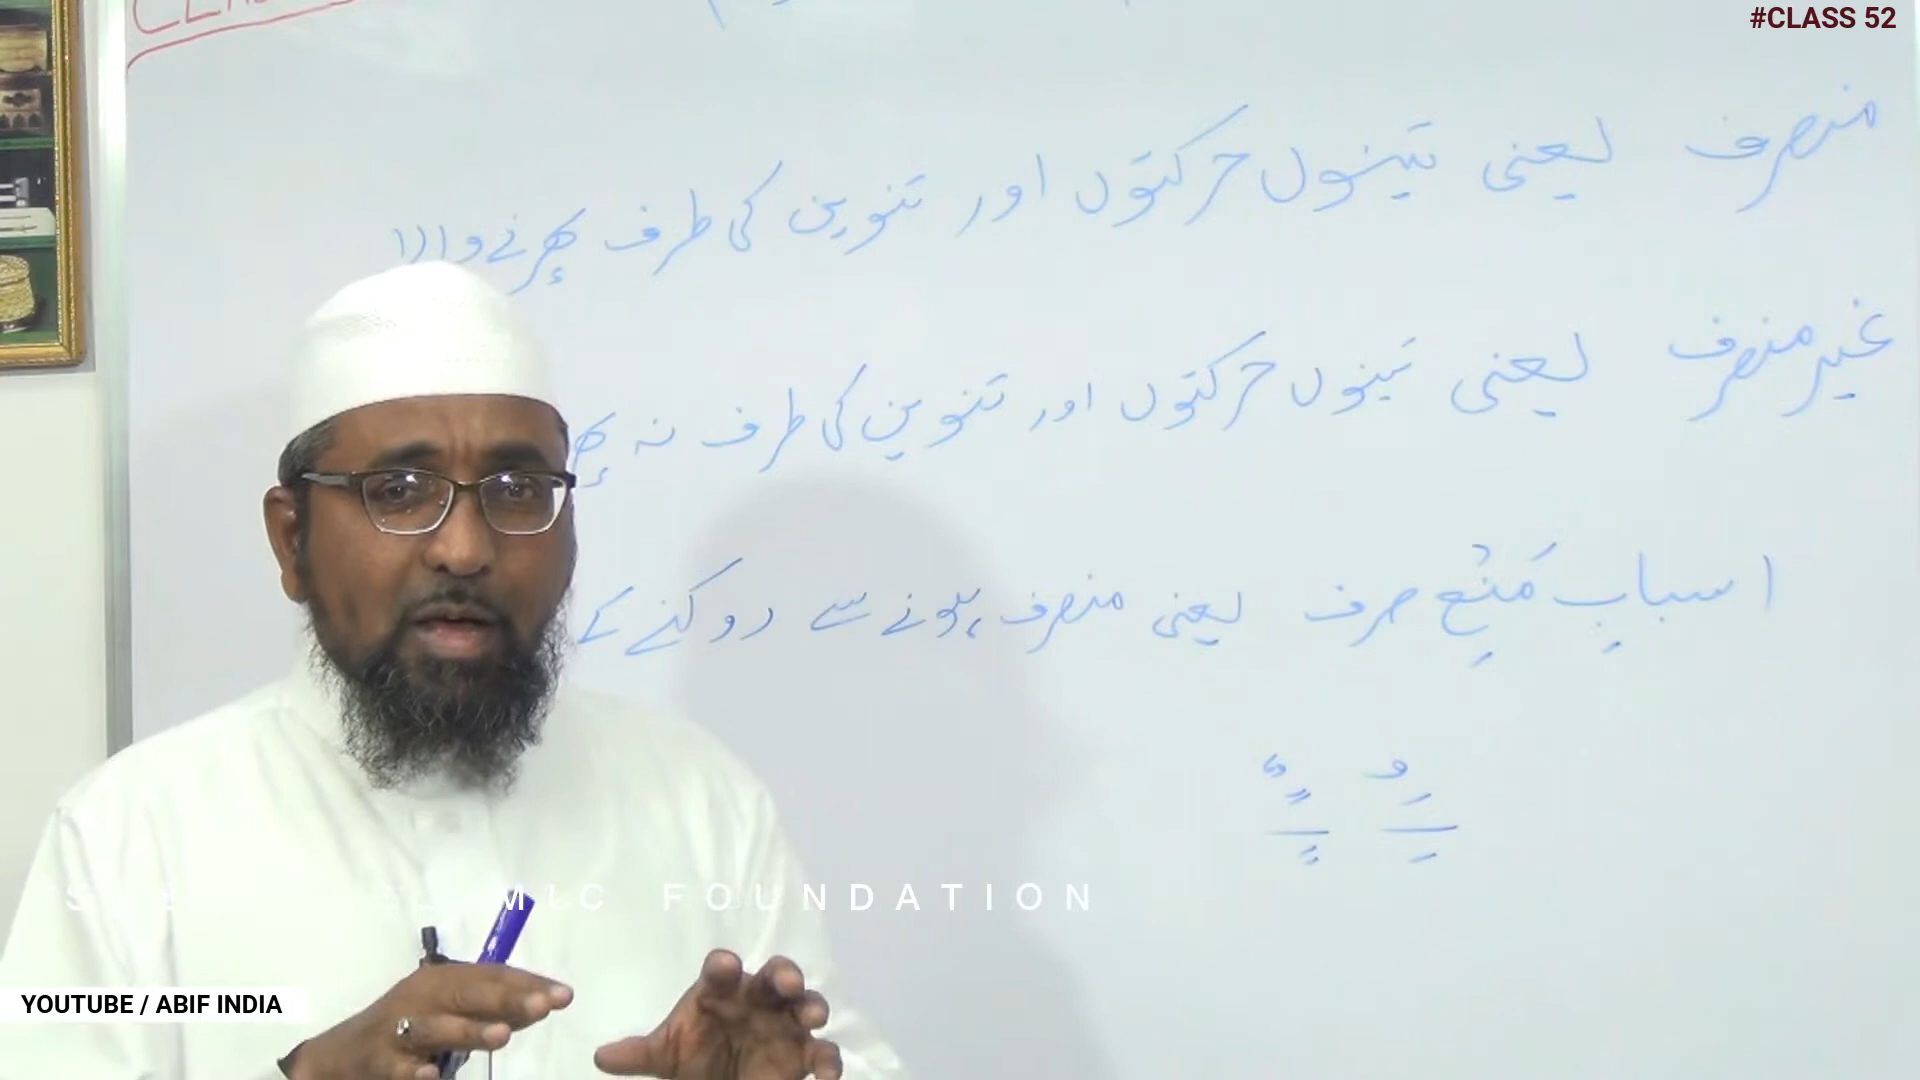 #CLASS 52
منصرف یعنی تینوں حرکتوں اور تنوین کی طرف پھرنے والا
غیر منصرف یعنی تینوں حرکتوں اور تنوین کی طرف نہ
اسبابِ مَنْعِ صرف یعنی منصرف ہونے سے روکنے کے
FOUNDATION
YOUTUBE / ABIF INDIA